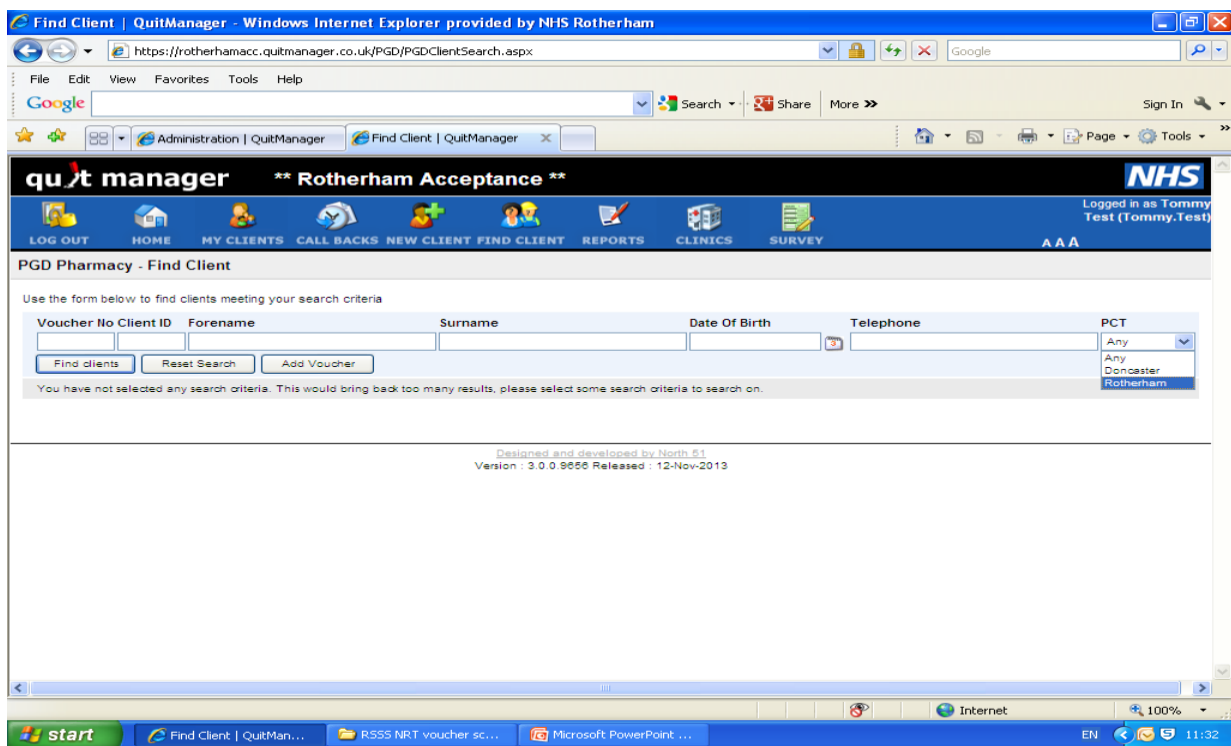 Find Client | QuitManager - Windows Internet Explorer provided by NHS Rotherham
https://rotherhamacc.quitmanager.co.uk/PGD/PGDClientSearch.aspx
Google
File Edit View Favorites Tools Help
Google Search Share More Sign In
Administration | QuitManager Find Client | QuitManager Page Tools
quit manager ** Rotherham Acceptance ** NHS
Logged in as Tommy
Test (Tommy.Test)
LOG OUT HOME MY CLIENTS CALL BACKS NEW CLIENT FIND CLIENT REPORTS CLINICS SURVEY A A A
PGD Pharmacy - Find Client
Use the form below to find clients meeting your search criteria
Voucher No Client ID Forename Surname Date Of Birth Telephone PCT
3 Any
Find clients Reset Search Add Voucher
Any
Doncaster
Rotherham
You have not selected any search criteria. This would bring back too many results, please select some search criteria to search on.
Designed and developed by North 51
Version : 3.0.0.9656 Released : 12-Nov-2013
Internet 100%
start Find Client | QuitMan... RSSS NRT voucher sc... Microsoft PowerPoint ... EN 11:32